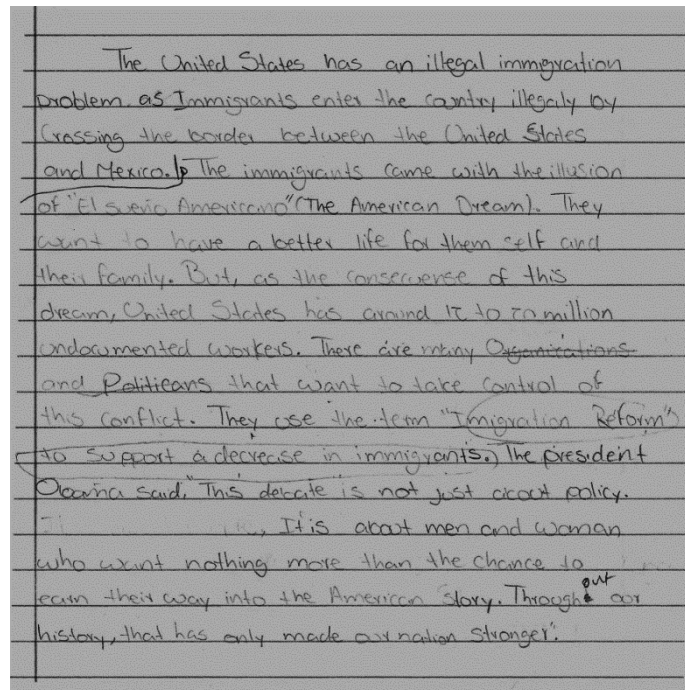 The United States has an illegal immigration
problem as Immigrants enter the country illegaly by
Crossing the border between the United States
and Mexico. The immigrants came with the illusion
of "El sueño Americano" (The American Dream). They
want to have a better life for them self and
their family. But, as the consecuense of this
dream, United States has around 12 to 20 million
undocumented workers. There are many Organizations
and Politicans that want to take control of
this conflict. They use the term "Imigration Reform"
to support a decrease in immigrants. The president
Obama said, "This debate is not just about policy.
It is about men and woman
who want nothing more than the chance to
earn their way into the American story. Throughout our
history, that has only made our nation stronger".